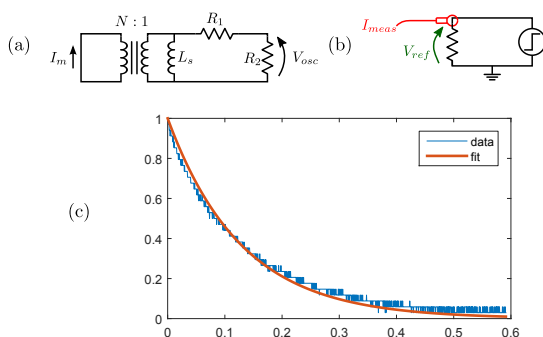 (a)
N : 1
I_m
L_s
R_1
R_2
V_osc
(b)
I_meas
V_ref
(c)
1
0.8
0.6
0.4
0.2
0
0
0.1
0.2
0.3
0.4
0.5
0.6
data
fit